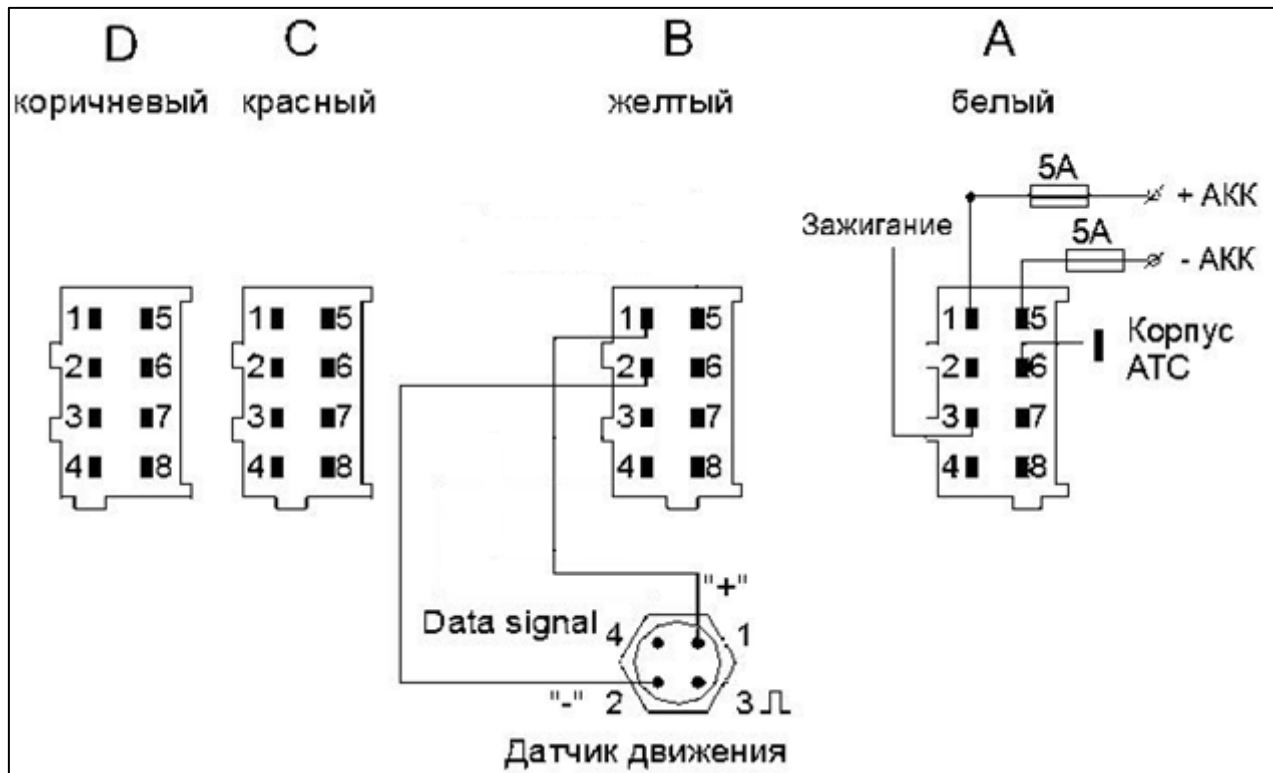 D C B A
коричневый красный желтый белый
5A
+ АКК
Зажигание
5A
- АКК
1 5 1 5 1 5 1 5
Корпус
2 6 2 6 2 6 2 6
АТС
3 7 3 7 3 7 3 7
4 8 4 8 4 8 4 8
"+"
Data signal 4 1
"-" 2 3
Датчик движения